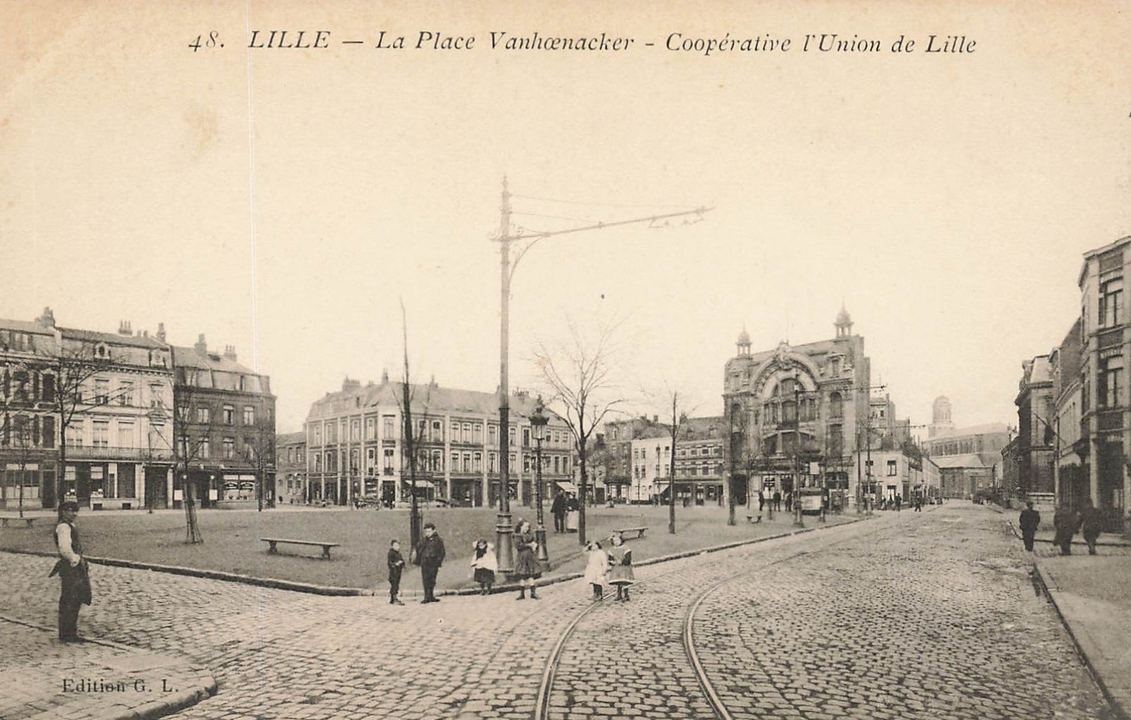 48. LILLE — La Place Vanhœnacker - Coopérative l'Union de Lille
Edition G. L.